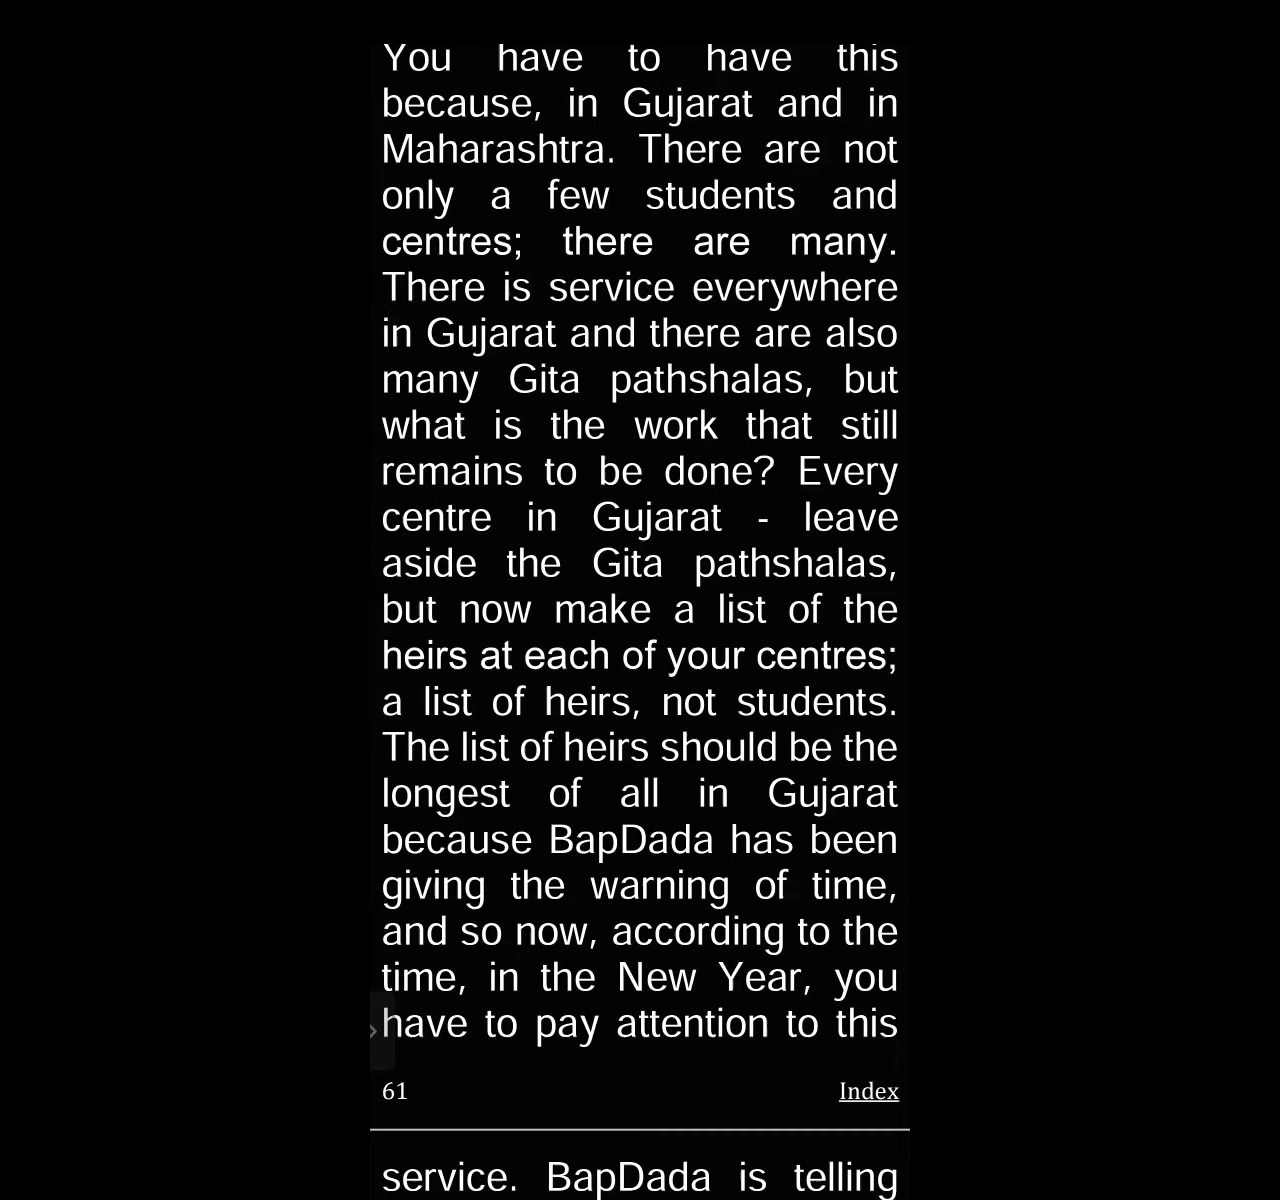 You have to have this
because, in Gujarat and in
Maharashtra. There are not
only a few students and
centres; there are many.
There is service everywhere
in Gujarat and there are also
many Gita pathshalas, but
what is the work that still
remains to be done? Every
centre in Gujarat - leave
aside the Gita pathshalas,
but now make a list of the
heirs at each of your centres;
a list of heirs, not students.
The list of heirs should be the
longest of all in Gujarat
because BapDada has been
giving the warning of time,
and so now, according to the
time, in the New Year, you
have to pay attention to this
61 Index
service. BapDada is telling